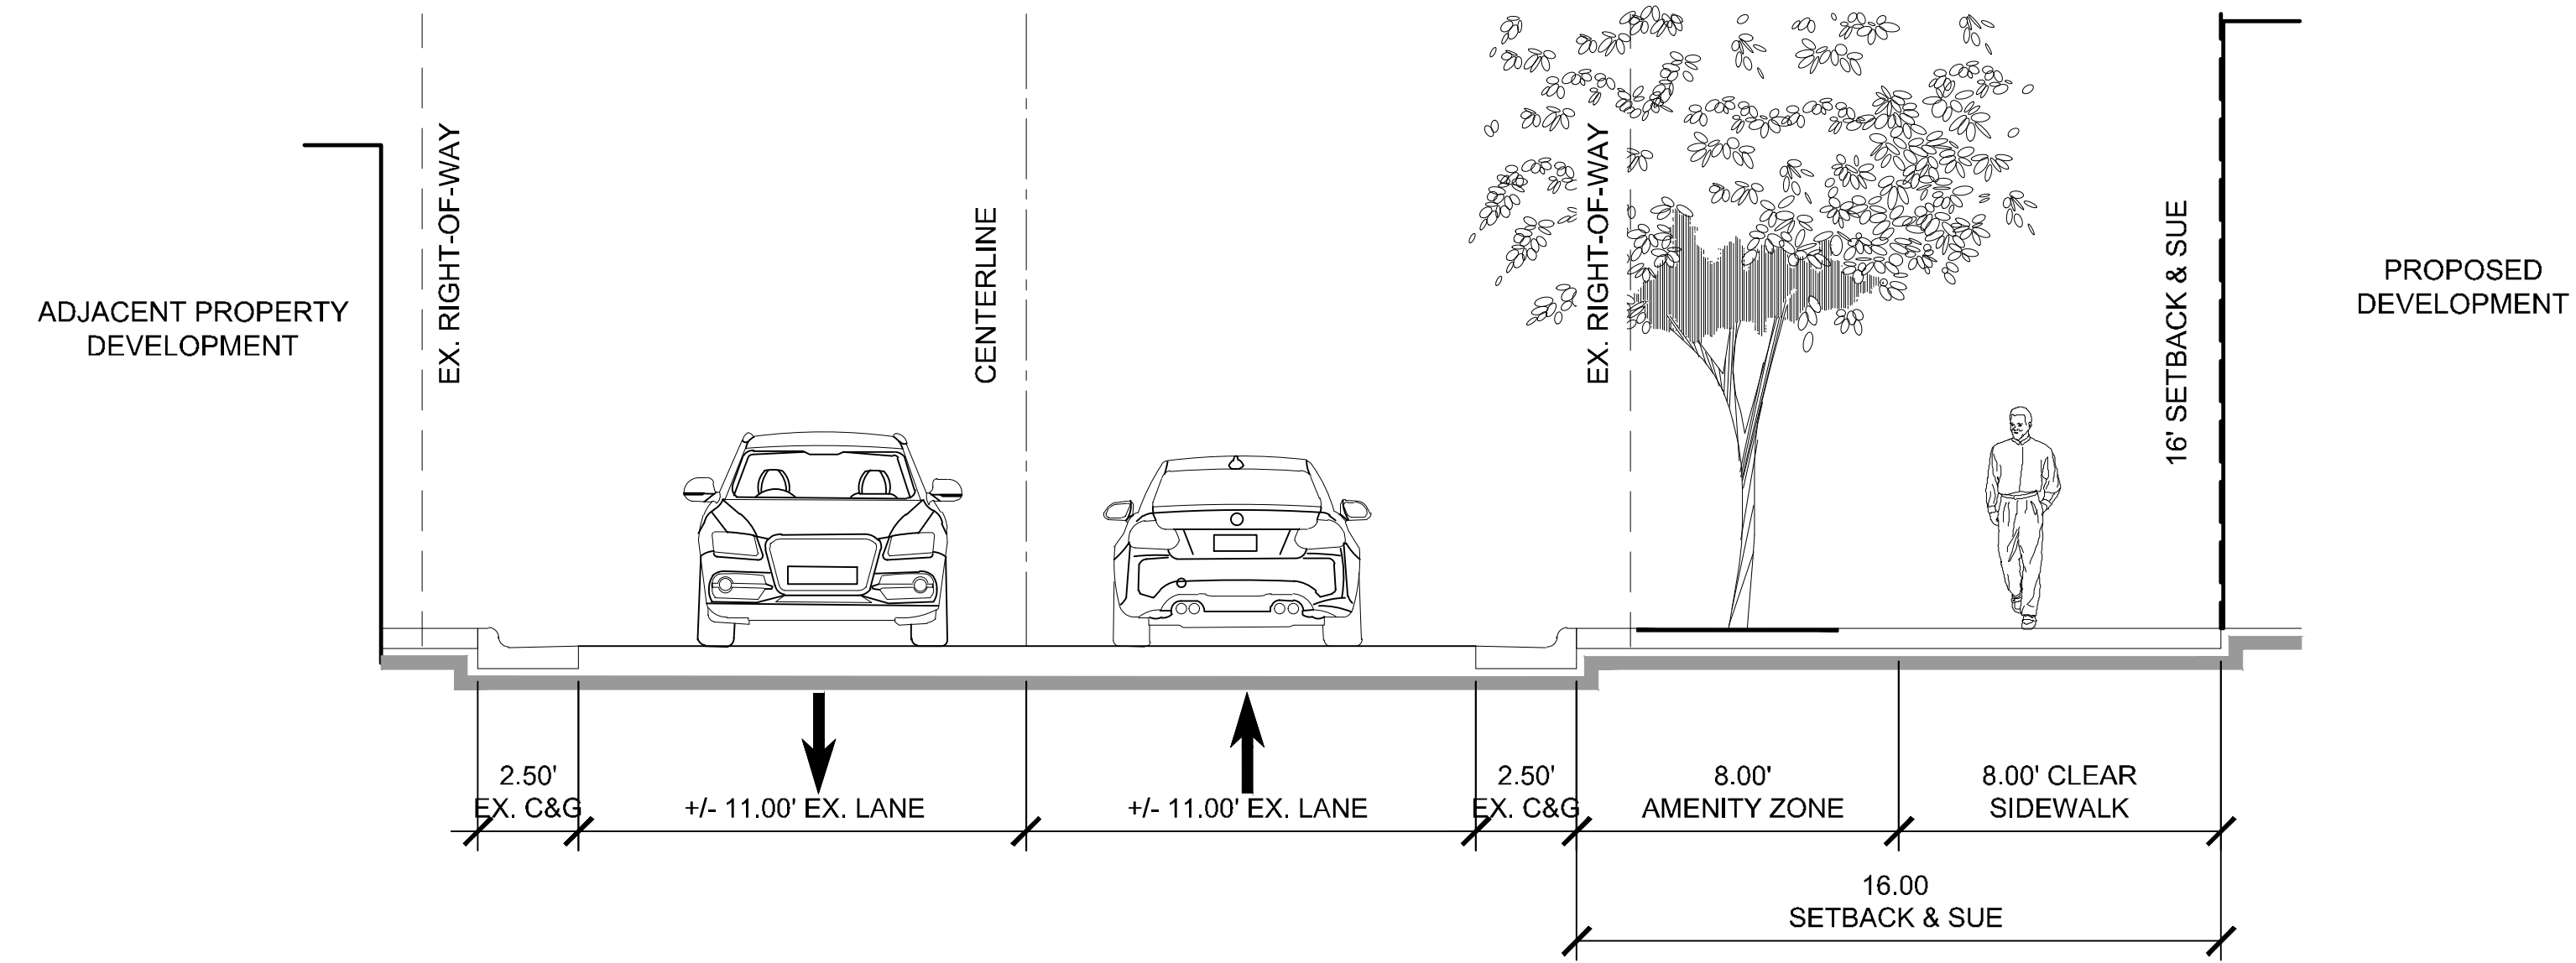 ADJACENT PROPERTY
DEVELOPMENT
EX. RIGHT-OF-WAY
CENTERLINE
EX. RIGHT-OF-WAY
16' SETBACK & SUE
PROPOSED
DEVELOPMENT
2.50'
EX. C&G
+/- 11.00' EX. LANE
+/- 11.00' EX. LANE
2.50'
EX. C&G
8.00'
AMENITY ZONE
8.00' CLEAR
SIDEWALK
16.00
SETBACK & SUE